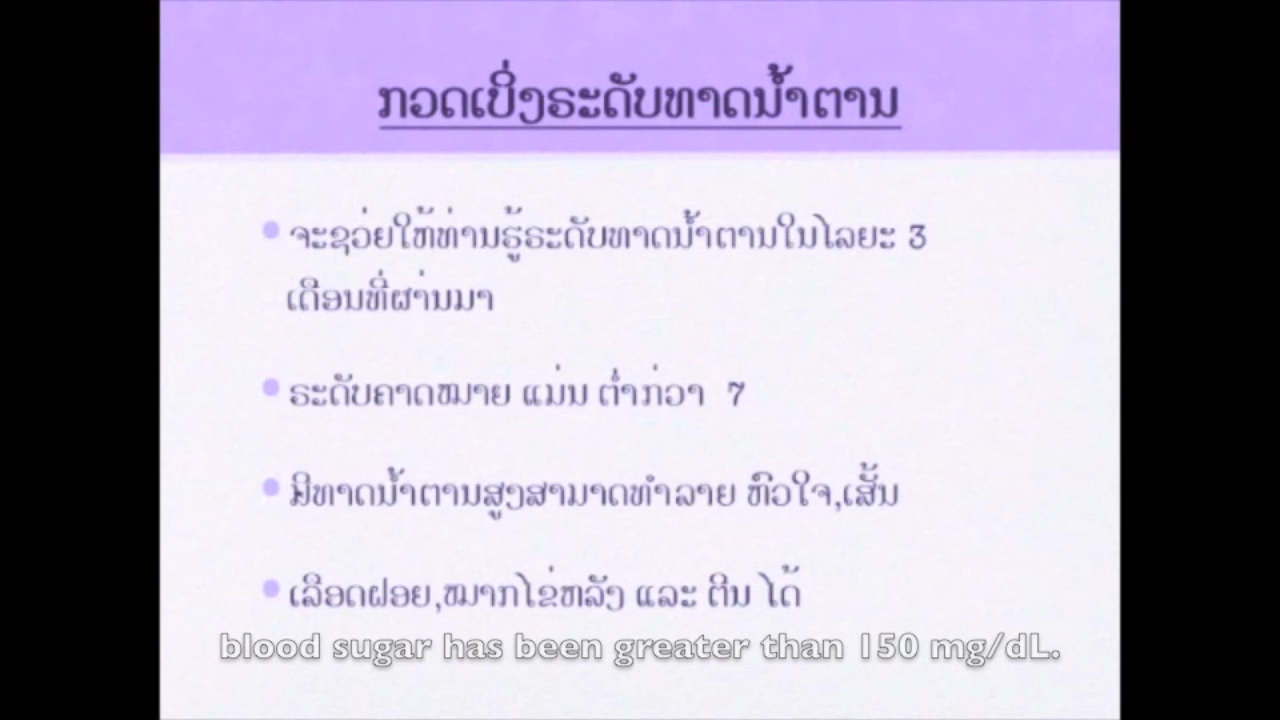 ກວດເບິ່ງຣະດັບທາດນ້ຳຕານ
ຈະຊວ່ຍໃຫ້ທ່ານຮູ້ຣະດັບທາດນ້ຳຕານໃນໄລຍະ 3
ເດືອນທີ່ຜາ່ນມາ
ຣະດັບຄາດໝາຍ ແມ່ນ ຕ່ຳກ່ວາ 7
ມີທາດນ້ຳຕານສູງສາມາດທຳລາຍ ຫົວໃຈ,ເສັ້ນ
ເລືອດຝອຍ,ໝາກໄຂ່ຫລັງ ແລະ ຕີນ ໄດ້
blood sugar has been greater than 150 mg/dL.